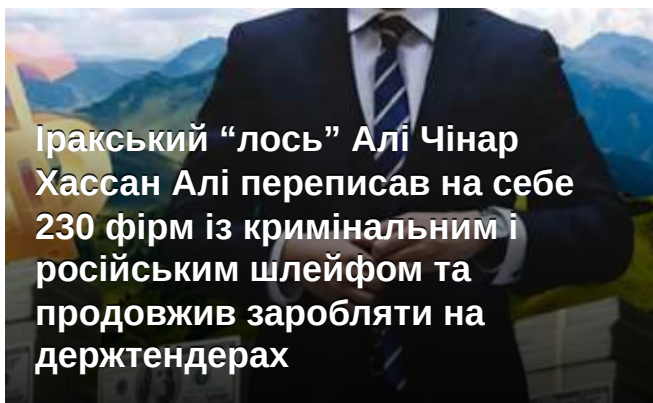 Іракський “лось” Алі Чінар
Хассан Алі переписав на себе
230 фірм із кримінальним і
російським шлейфом та
продовжив заробляти на
держтендерах